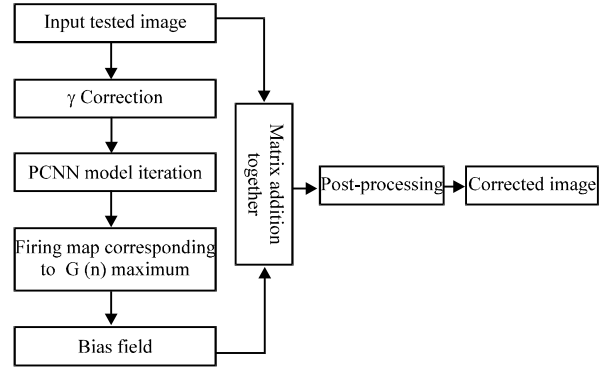 Input tested image
γ Correction
PCNN model iteration
Firing map corresponding
to G (n) maximum
Bias field
Matrix addition
together
Post-processing
Corrected image